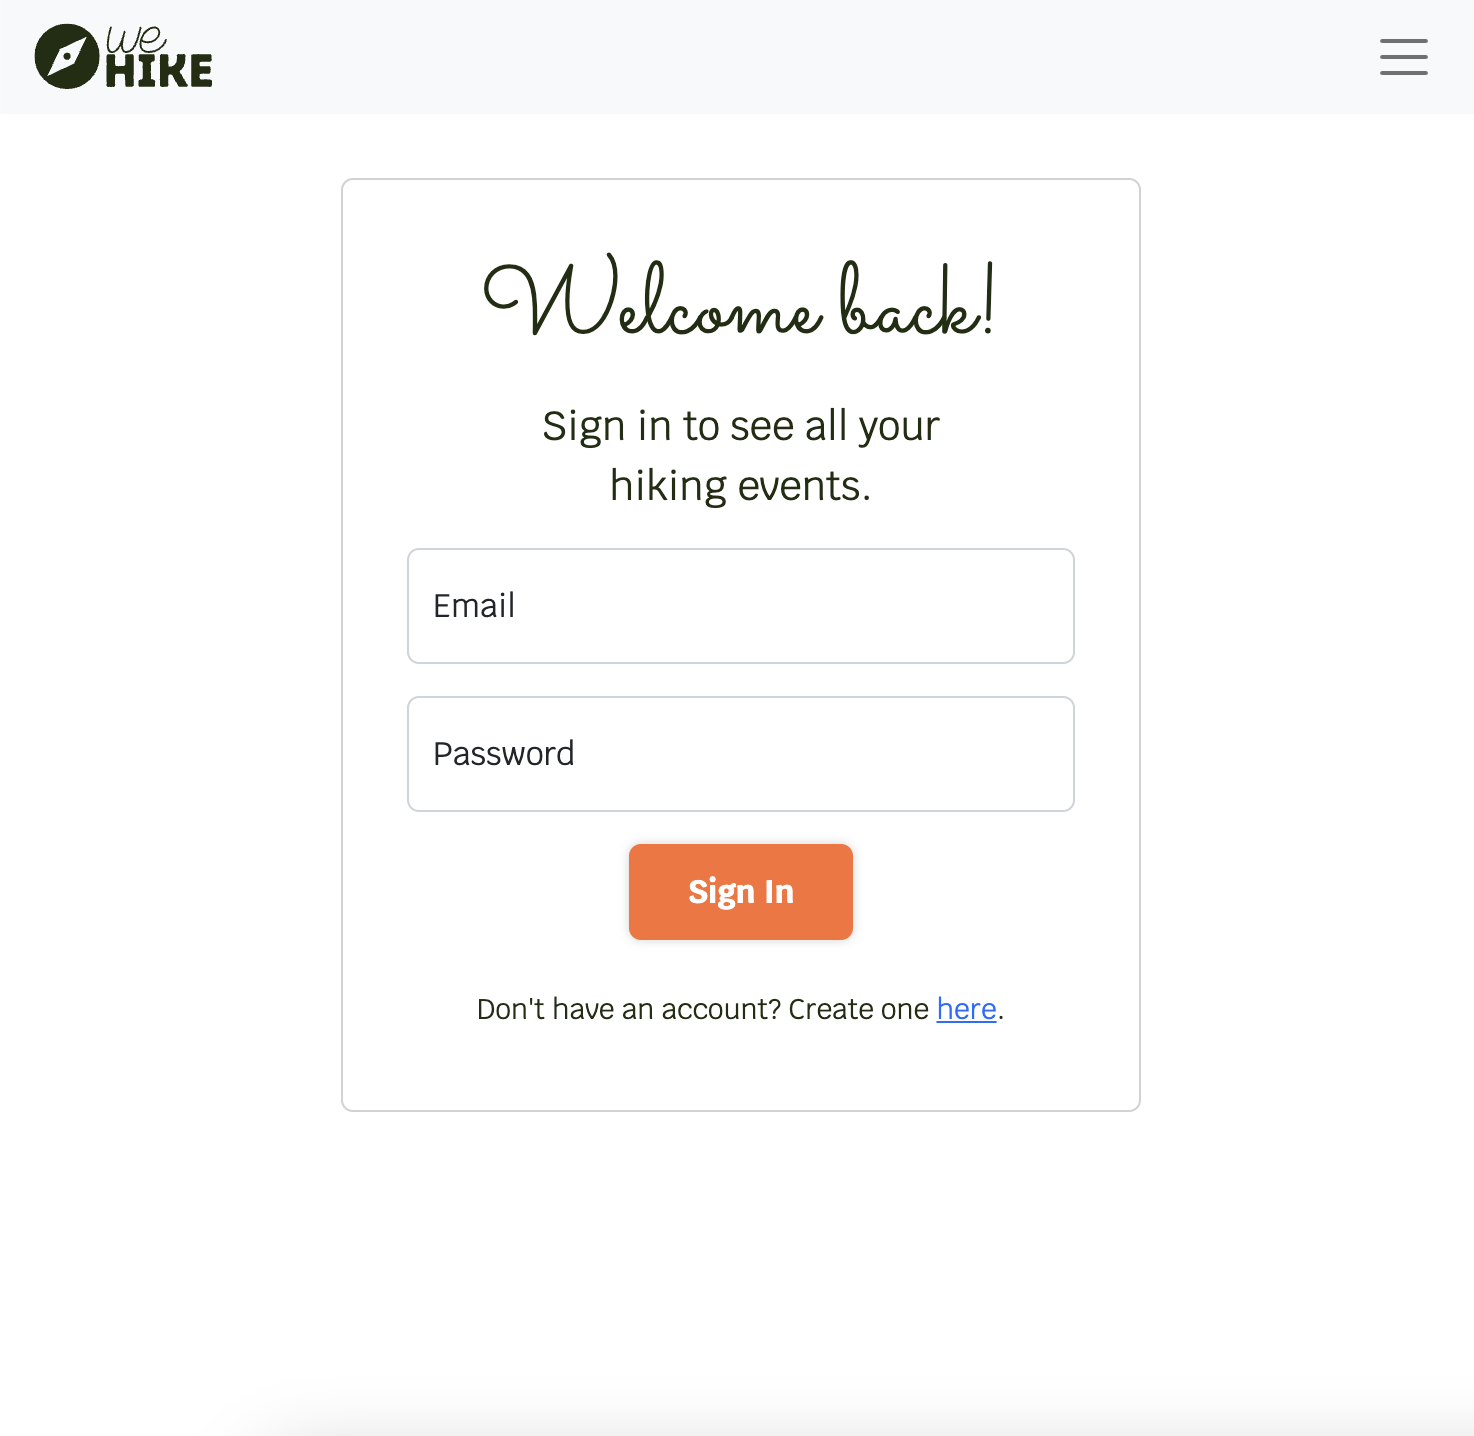 we
HIKE
Welcome back!
Sign in to see all your
hiking events.
Email
Password
Sign In
Don't have an account? Create one here.